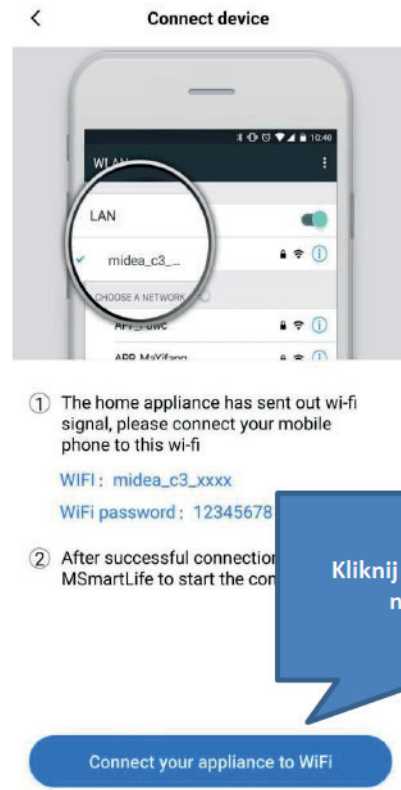 Connect device
10:40
WLAN
LAN
midea_c3_...
CHOOSE A NETWORK
① The home appliance has sent out wi-fi
signal, please connect your mobile
phone to this wi-fi
WIFI: midea_c3_xxxx
WiFi password: 12345678
② After successful connection
MSmartLife to start the
Kliknij
Connect your appliance to WiFi